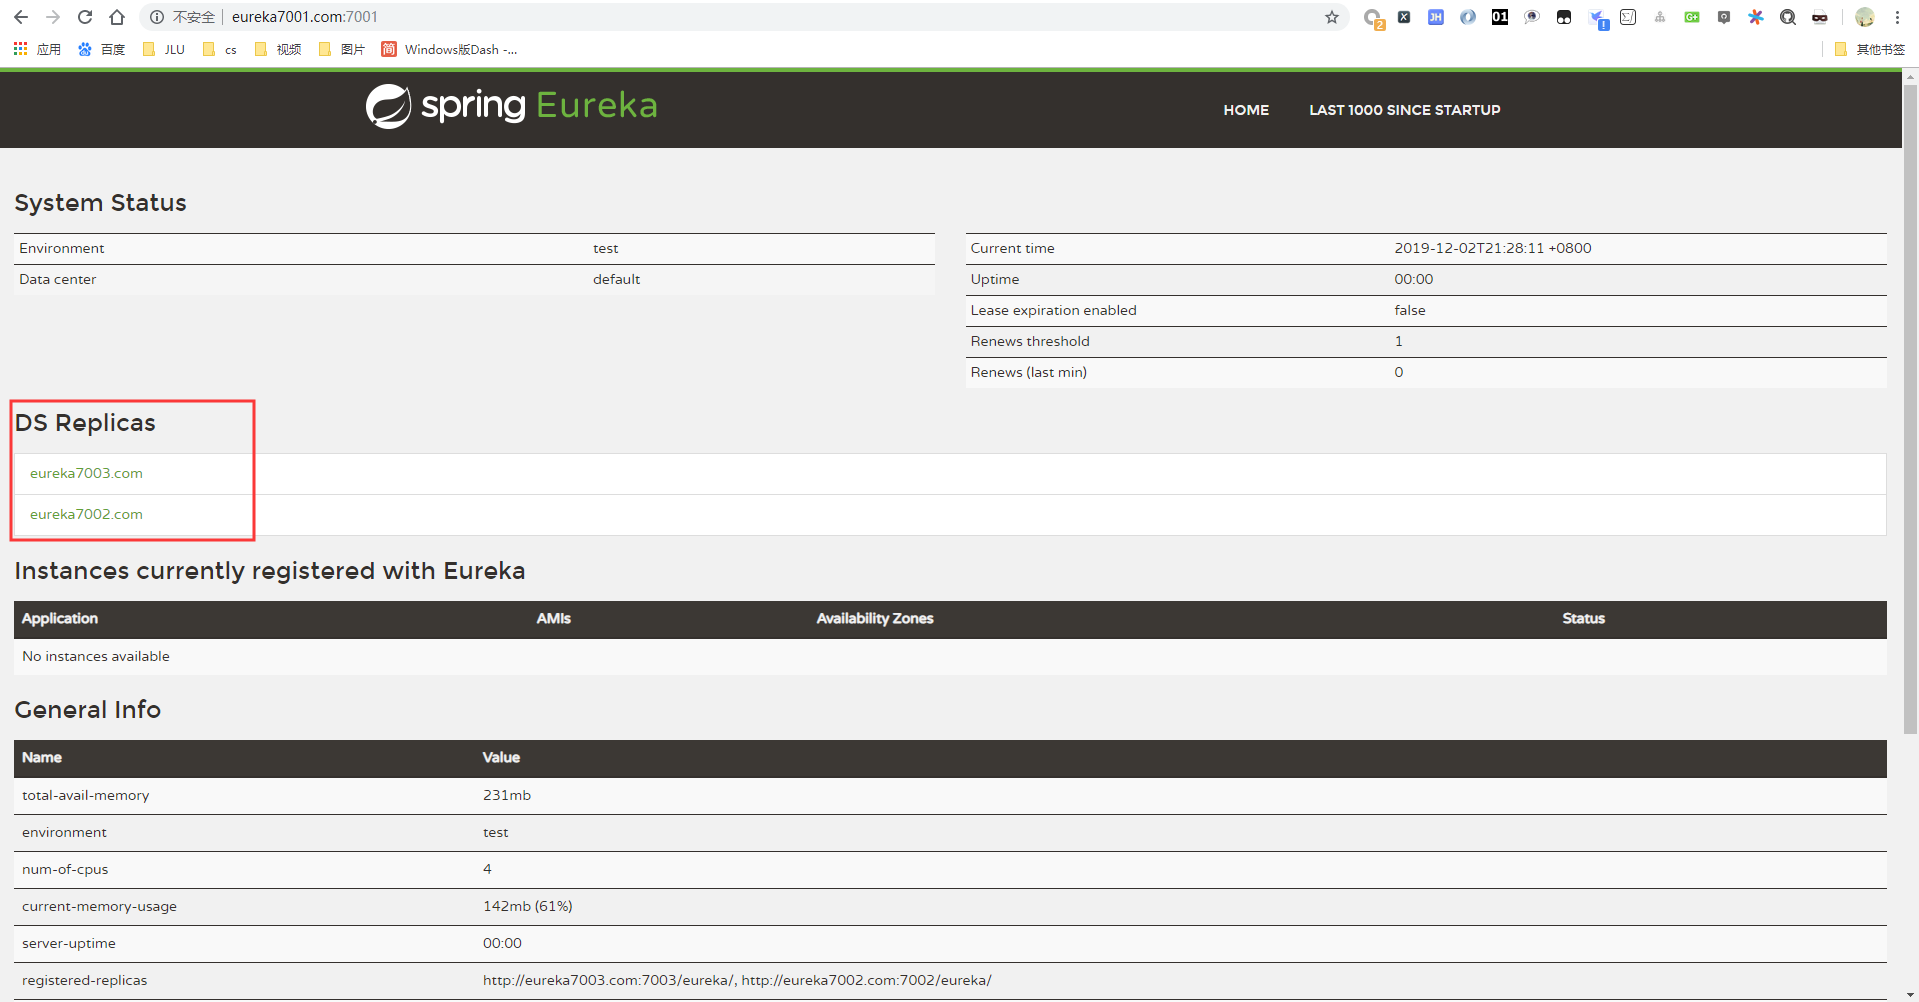 不安全 eureka7001.com:7001
应用 百度 JLU cs 视频 图片 简 Windows版Dash -... 其他书签
spring Eureka HOME LAST 1000 SINCE STARTUP
System Status
Environment test
Data center default
Current time 2019-12-02T21:28:11 +0800
Uptime 00:00
Lease expiration enabled false
Renews threshold 1
Renews (last min) 0
DS Replicas
eureka7003.com
eureka7002.com
Instances currently registered with Eureka
Application AMIs Availability Zones Status
No instances available
General Info
Name Value
total-avail-memory 231mb
environment test
num-of-cpus 4
current-memory-usage 142mb (61%)
server-uptime 00:00
registered-replicas http://eureka7003.com:7003/eureka/, http://eureka7002.com:7002/eureka/